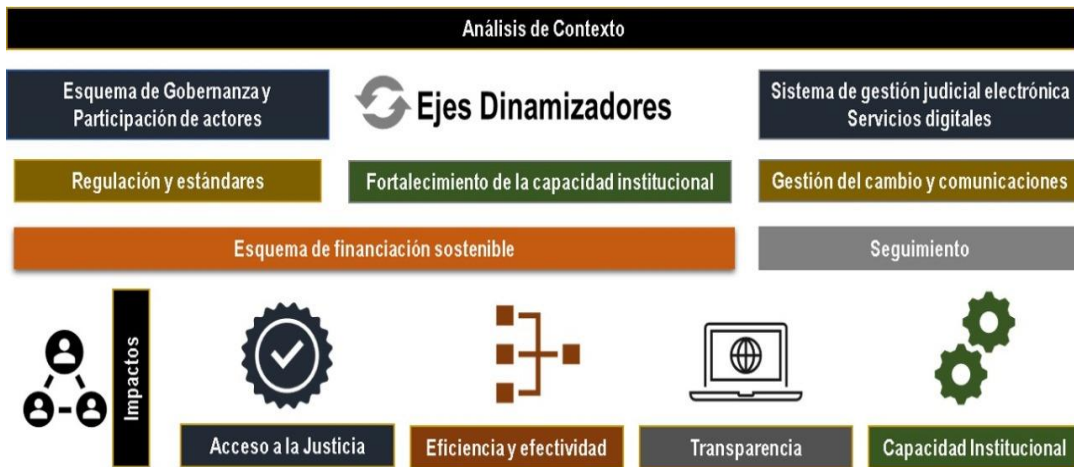 Análisis de Contexto
Esquema de Gobernanza y
Participación de actores
Ejes Dinamizadores
Sistema de gestión judicial electrónica
Servicios digitales
Regulación y estándares
Fortalecimiento de la capacidad institucional
Gestión del cambio y comunicaciones
Esquema de financiación sostenible
Seguimiento
Impactos
Acceso a la Justicia
Eficiencia y efectividad
Transparencia
Capacidad Institucional